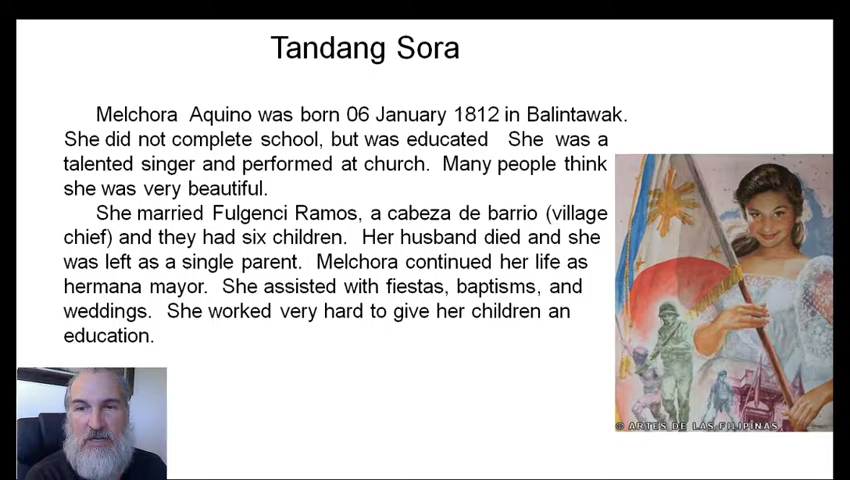 Tandang Sora
Melchora Aquino was born 06 January 1812 in Balintawak.
She did not complete school, but was educated She was a
talented singer and performed at church. Many people think
she was very beautiful.
She married Fulgenci Ramos, a cabeza de barrio (village
chief) and they had six children. Her husband died and she
was left as a single parent. Melchora continued her life as
hermana mayor. She assisted with fiestas, baptisms, and
weddings. She worked very hard to give her children an
education.
© ARTES DE LAS FILIPINAS